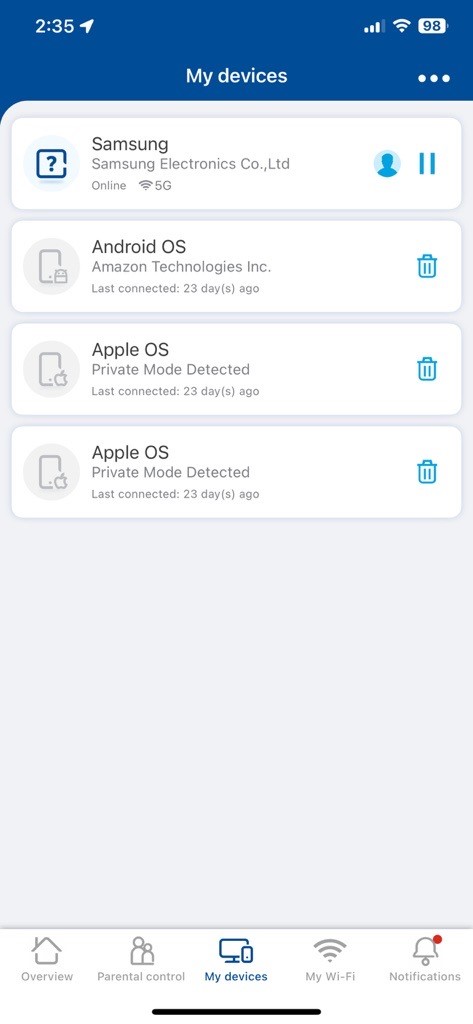 2:35
98
My devices
Samsung
Samsung Electronics Co.,Ltd
Online 5G
Android OS
Amazon Technologies Inc.
Last connected: 23 day(s) ago
Apple OS
Private Mode Detected
Last connected: 23 day(s) ago
Apple OS
Private Mode Detected
Last connected: 23 day(s) ago
Overview Parental control My devices My Wi-Fi Notifications